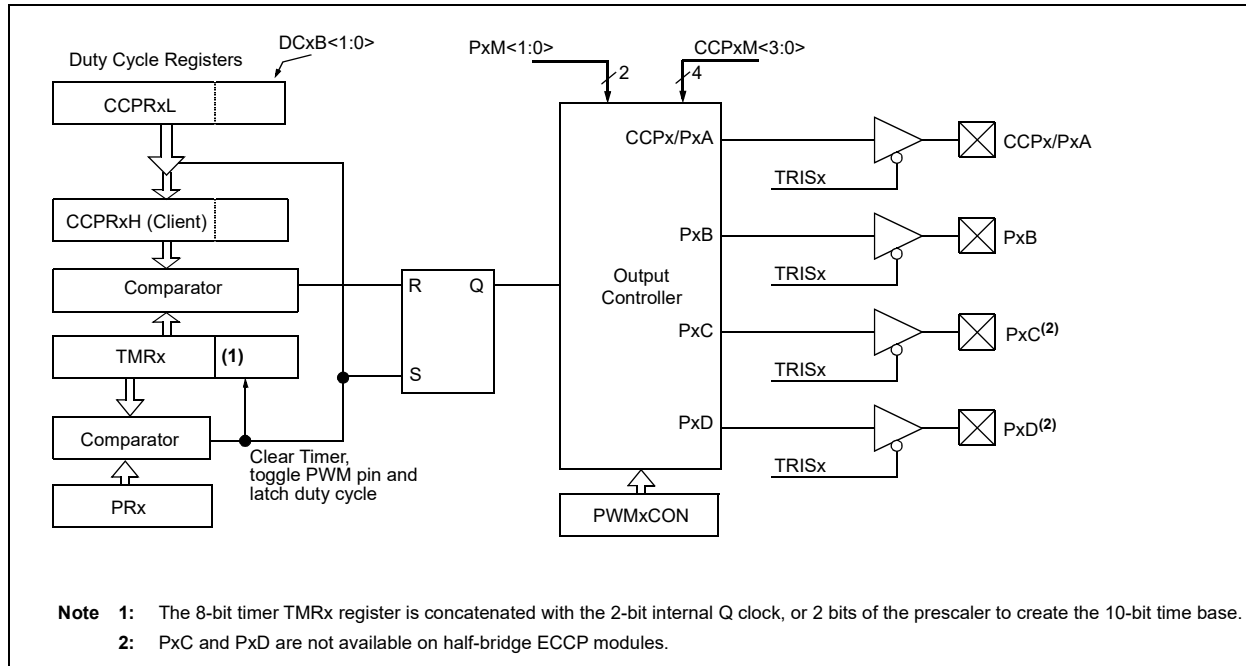 DCxB<1:0>
Duty Cycle Registers
CCPRxL
CCPRxH (Client)
Comparator
TMRx
(1)
Comparator
PRx
Clear Timer,
toggle PWM pin and
latch duty cycle
R
Q
S
PxM<1:0>
2
CCPxM<3:0>
4
Output
Controller
CCPx/PxA
PxB
PxC
PxD
PWMxCON
TRISx
CCPx/PxA
TRISx
PxB
TRISx
PxC(2)
TRISx
PxD(2)
Note 1: The 8-bit timer TMRx register is concatenated with the 2-bit internal Q clock, or 2 bits of the prescaler to create the 10-bit time base.
2: PxC and PxD are not available on half-bridge ECCP modules.